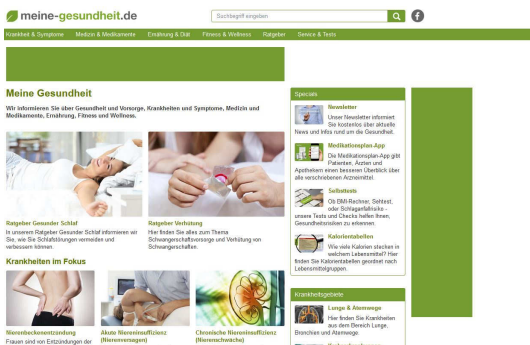 meine-gesundheit.de
Suchbegriff eingeben
Krankheit & Symptome Medizin & Medikamente Ernährung & Diät Fitness & Wellness Ratgeber Service & Tests
Meine Gesundheit
Wir informieren Sie über Gesundheit und Vorsorge, Krankheiten und Symptome, Medizin und
Medikamente, Ernährung, Fitness und Wellness.
Ratgeber Gesunder Schlaf
In unserem Ratgeber Gesunder Schlaf informieren wir
Sie, wie Sie Schlafstörungen vermeiden und
verbessern können.
Ratgeber Verhütung
Hier finden Sie alles zum Thema
Schwangerschaftsvorsorge und Verhütung von
Schwangerschaften.
Krankheiten im Fokus
Nierenbeckenentzündung
Frauen sind von Entzündungen der
Akute Niereninsuffizienz
(Nierenversagen)
Chronische Niereninsuffizienz
(Nierenschwäche)
Specials
Newsletter
Unser Newsletter informiert
Sie kostenlos über aktuelle
News und Infos rund um die Gesundheit.
Medikationsplan-App
Die Medikationsplan-App gibt
Patienten, Ärzten und
Apothekern einen besseren Überblick über
alle verschriebenen Arzneimittel.
Selbsttests
Ob BMI-Rechner, Sehtest,
oder Schlaganfallrisiko -
unsere Tests und Checks helfen Ihnen,
Gesundheitsrisiken zu erkennen.
Kalorientabellen
Wie viele Kalorien stecken in
welchem Lebensmittel? Hier
finden Sie Kalorientabellen geordnet nach
Lebensmittelgruppen.
Krankheitsgebiete
Lunge & Atemwege
Hier finden Sie Krankheiten
aus dem Bereich Lunge,
Bronchien und Atemwege.